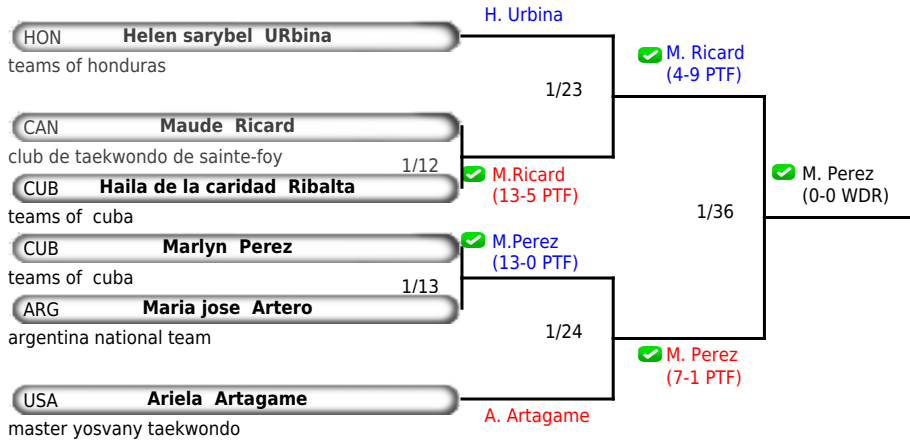 H. Urbina
HON Helen sarybel URbina
teams of honduras
M. Ricard
(4-9 PTF)
1/23
CAN Maude Ricard
club de taekwondo de sainte-foy
1/12
M.Ricard
(13-5 PTF)
CUB Haila de la caridad Ribalta
teams of cuba
M. Perez
(0-0 WDR)
1/36
CUB Marlyn Perez
teams of cuba
M.Perez
(13-0 PTF)
1/13
ARG Maria jose Artero
argentina national team
1/24
M. Perez
(7-1 PTF)
USA Ariela Artagame
master yosvany taekwondo
A. Artagame